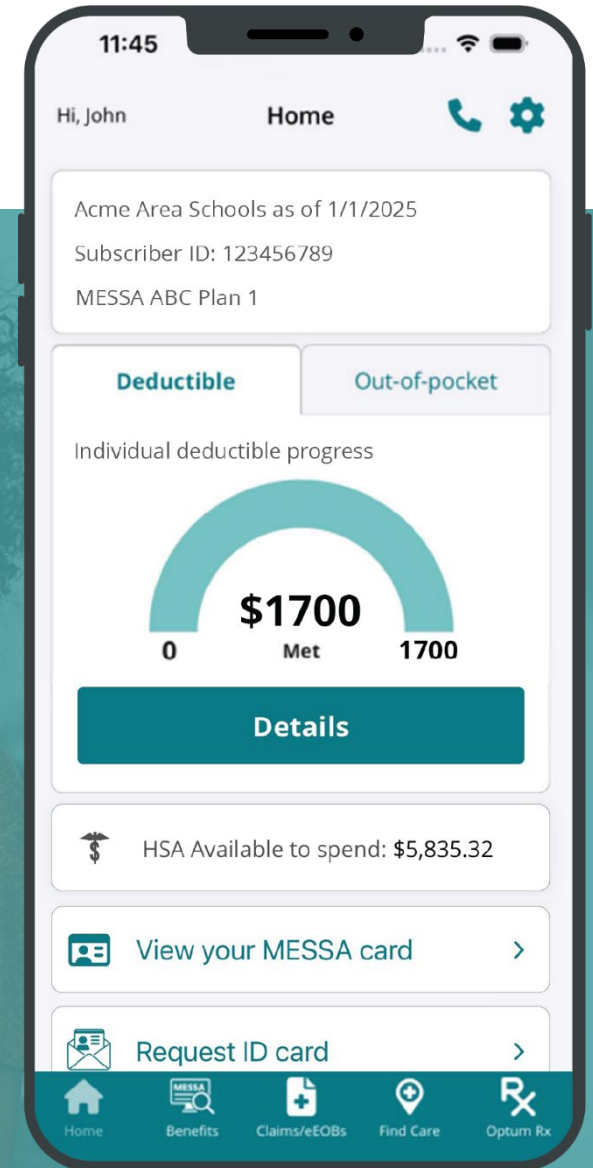 11:45
Hi, John
Home
Acme Area Schools as of 1/1/2025
Subscriber ID: 123456789
MESSA ABC Plan 1
Deductible
Out-of-pocket
Individual deductible progress
$1700
0
Met
1700
Details
$
HSA Available to spend: $5,835.32
View your MESSA card
Request ID card
MESSA
Rx
Home
Benefits
Claims/eEOBs
Find Care
Optum Rx